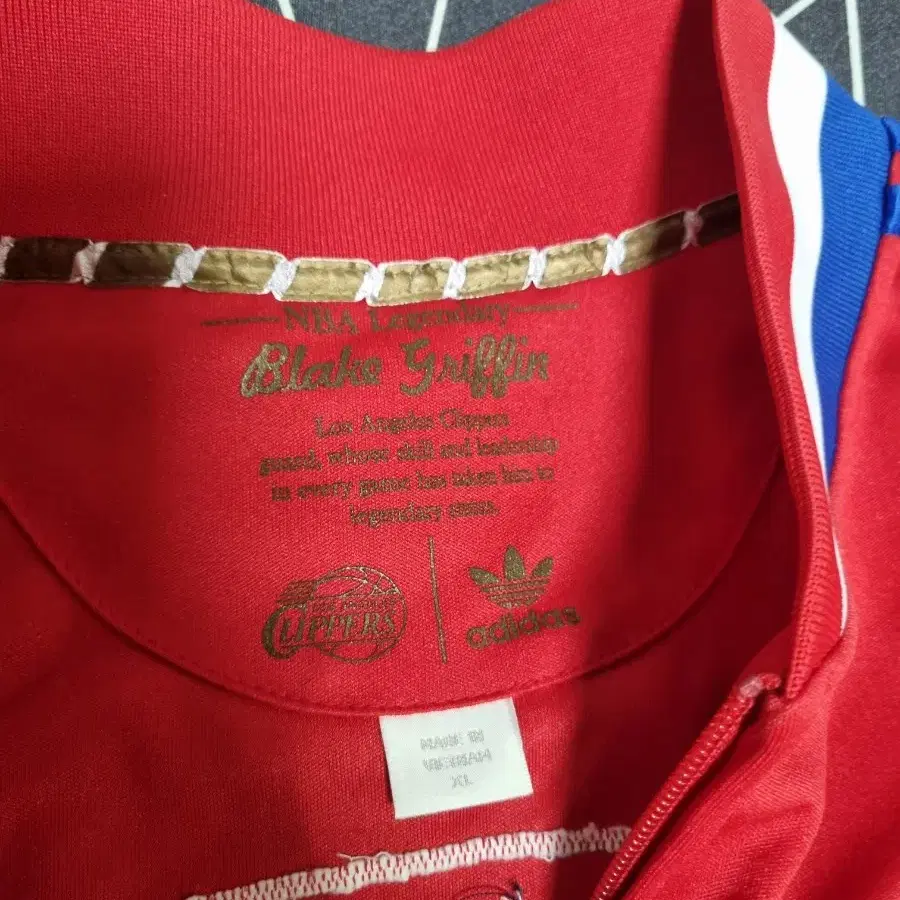 NBA Legendary
Blake Griffin
Los Angeles Clippers
guard, whose skill and leadership
in every game has taken him to
legendary status.
CLIPPERS
adidas
MADE IN
VIETNAM
XL